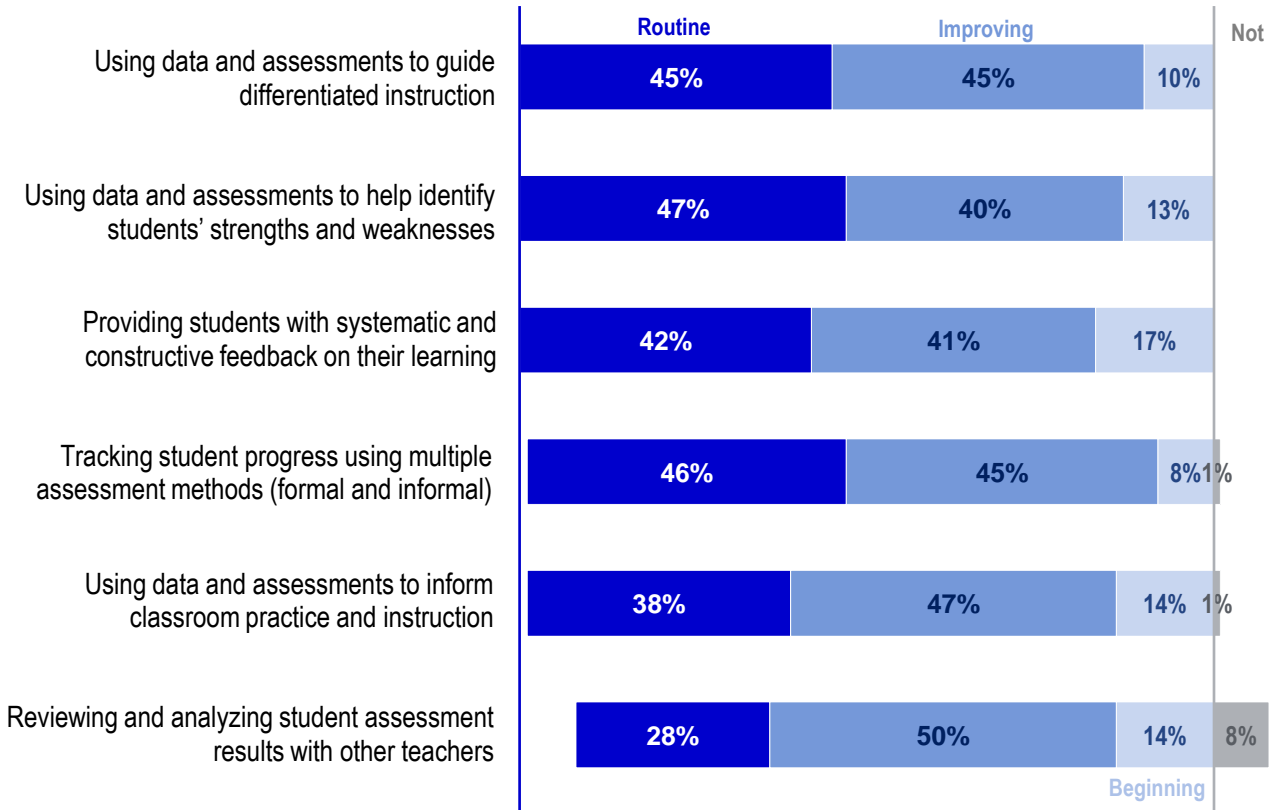 Routine
Improving
Not
Using data and assessments to guide
differentiated instruction
45%
45%
10%
Using data and assessments to help identify
students’ strengths and weaknesses
47%
40%
13%
Providing students with systematic and
constructive feedback on their learning
42%
41%
17%
Tracking student progress using multiple
assessment methods (formal and informal)
46%
45%
8%
1%
Using data and assessments to inform
classroom practice and instruction
38%
47%
14%
1%
Reviewing and analyzing student assessment
results with other teachers
28%
50%
14%
8%
Beginning